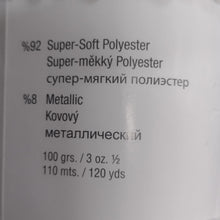 %92 Super-Soft Polyester
Super-měkký Polyester
супер-мягкий полиэстер
%8 Metallic
Kovový
металлический
100 grs. / 3 oz. ½
110 mts. / 120 yds